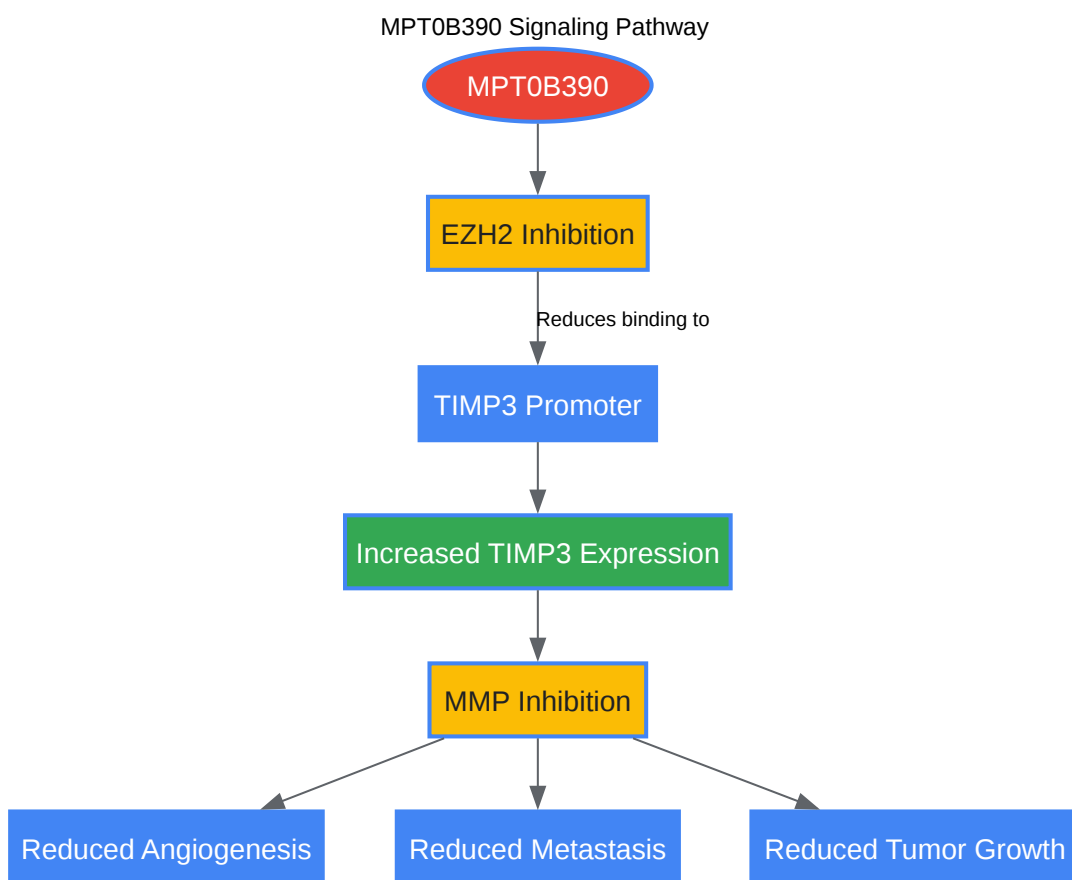 MPT0B390 Signaling Pathway
MPT0B390
EZH2 Inhibition
Reduces binding to
TIMP3 Promoter
Increased TIMP3 Expression
MMP Inhibition
Reduced Angiogenesis
Reduced Metastasis
Reduced Tumor Growth